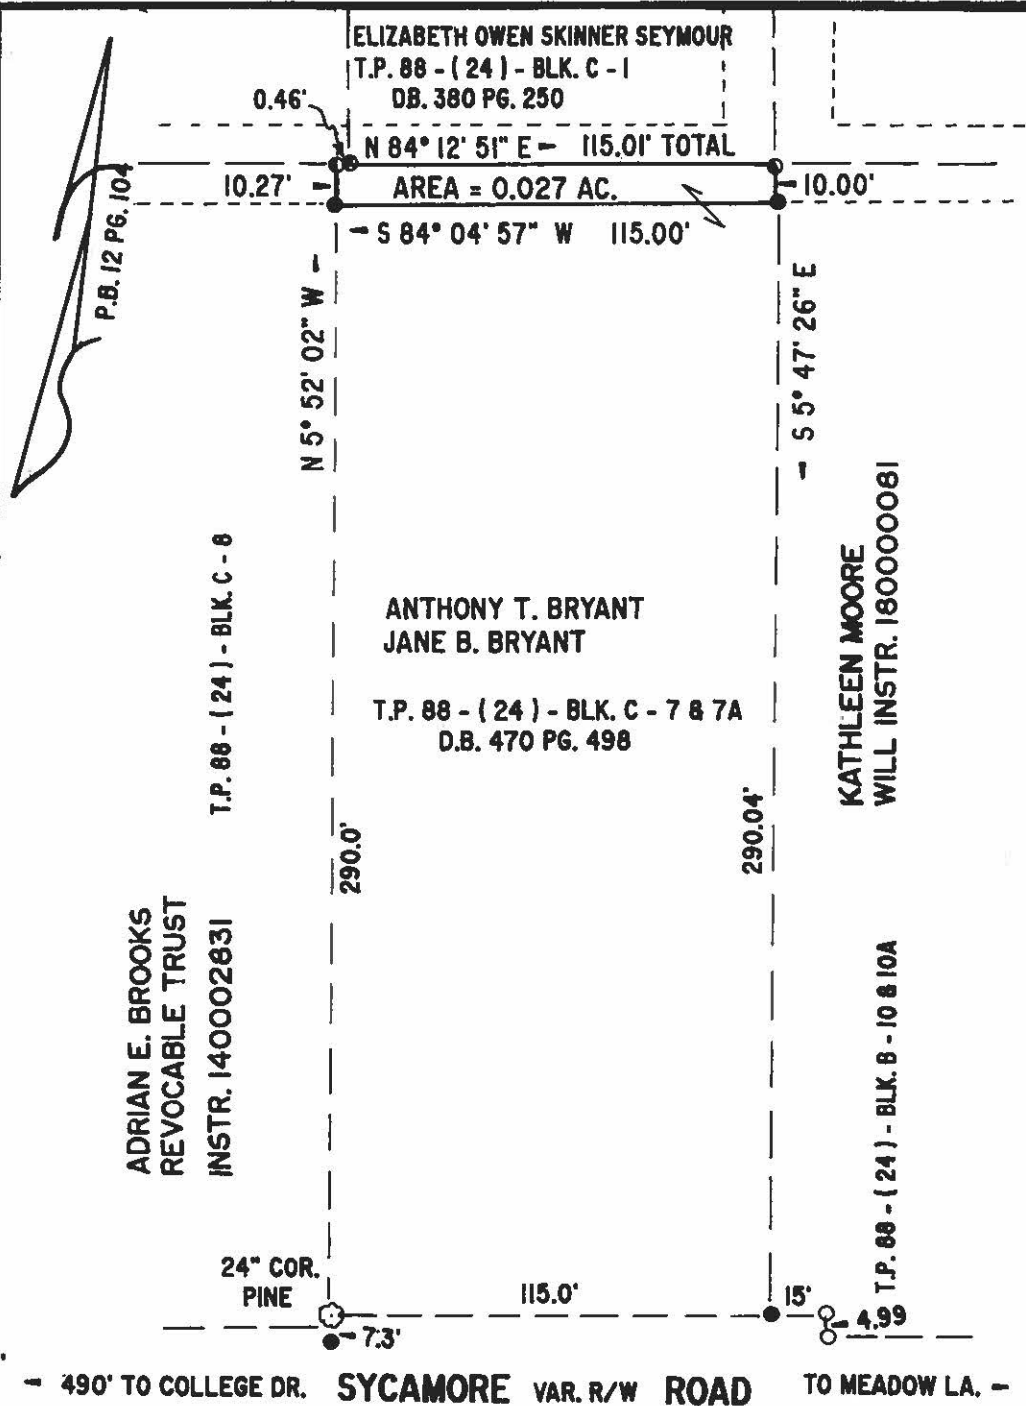 ELIZABETH OWEN SKINNER SEYMOUR
T.P. 88 - ( 24 ) - BLK. C - 1
DB. 380 PG. 250
0.46'
N 84° 12' 51" E - 115.01' TOTAL
10.27'
AREA = 0.027 AC.
10.00'
S 84° 04' 57" W 115.00'
P.B. 12 PG. 104
N 5° 52' 02" W
S 5° 47' 26" E
T.P. 88 - ( 24 ) - BLK. C - 8
ANTHONY T. BRYANT
JANE B. BRYANT
T.P. 88 - ( 24 ) - BLK. C - 7 & 7A
D.B. 470 PG. 498
KATHLEEN MOORE
WILL INSTR. 180000081
290.0'
290.04'
ADRIAN E. BROOKS
REVOCABLE TRUST
INSTR. 140002831
T.P. 88 - ( 24 ) - BLK. B - 10 & 10A
24" COR.
PINE
115.0'
15'
4.99
7.3'
490' TO COLLEGE DR. SYCAMORE VAR. R/W ROAD TO MEADOW LA.